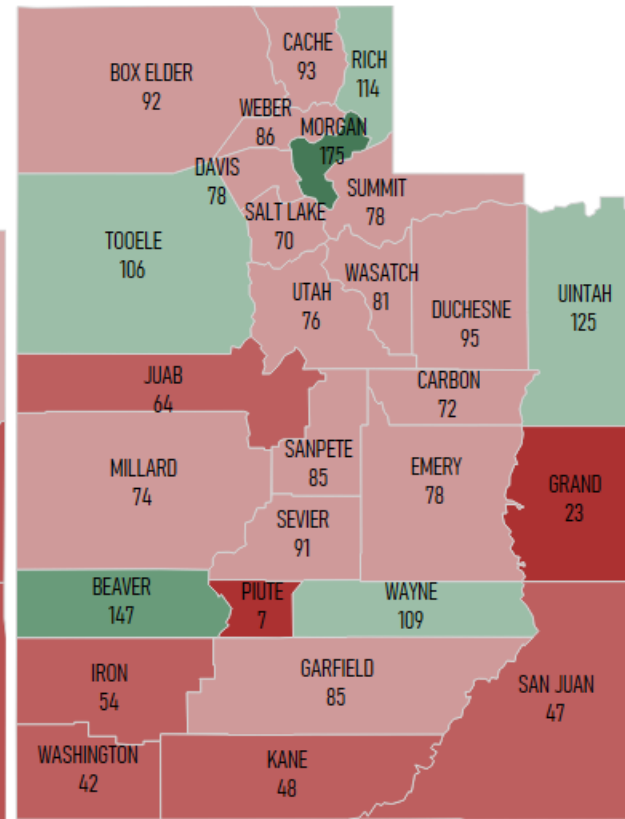 CACHE
93
RICH
114
BOX ELDER
92
WEBER
86
MORGAN
175
DAVIS
78
SUMMIT
78
SALT LAKE
70
TOOELE
106
WASATCH
81
UTAH
76
DUCHESNE
95
UINTAH
125
JUAB
64
CARBON
72
SANPETE
85
MILLARD
74
EMERY
78
GRAND
23
SEVIER
91
BEAVER
147
PIUTE
7
WAYNE
109
IRON
54
GARFIELD
85
SAN JUAN
47
WASHINGTON
42
KANE
48